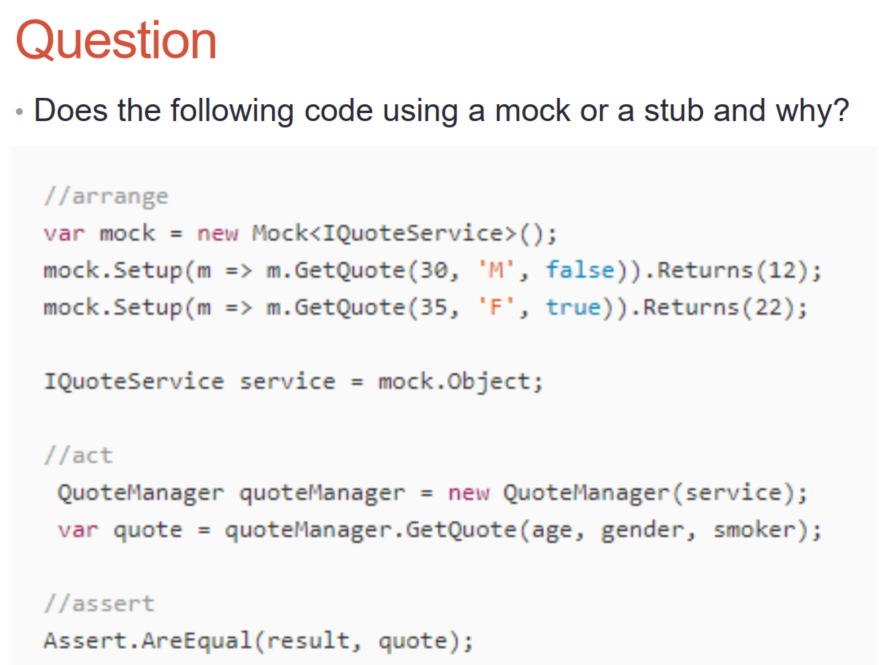 Question
• Does the following code using a mock or a stub and why?
//arrange
var mock = new Mock<IQuoteService>();
mock.Setup(m => m.GetQuote(30, 'M', false)).Returns(12);
mock.Setup(m => m.GetQuote(35, 'F', true)).Returns(22);
IQuoteService service = mock.Object;
//act
QuoteManager quoteManager = new QuoteManager(service);
var quote = quoteManager.GetQuote(age, gender, smoker);
//assert
Assert.AreEqual(result, quote);